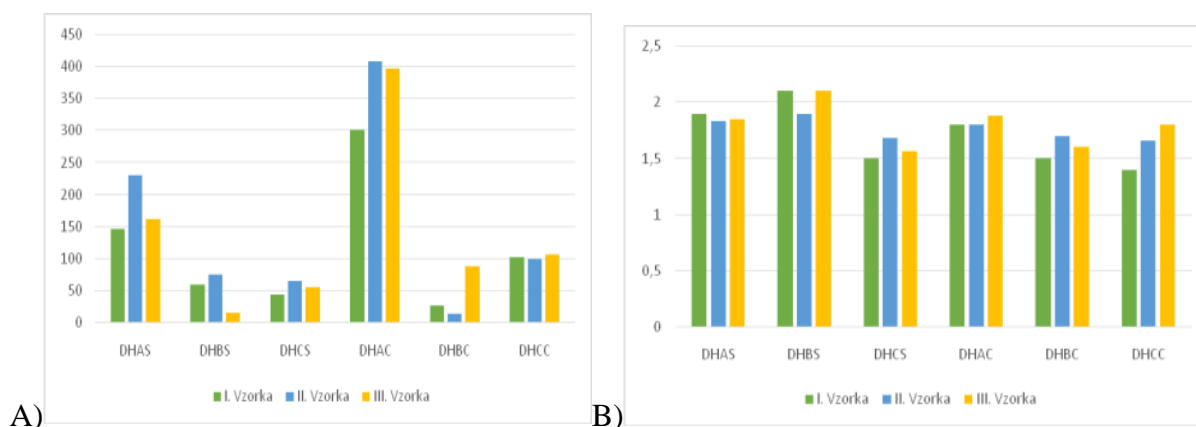 450
400
350
300
250
200
150
100
50
0
DHAS DHBS DHCS DHAC DHBC DHCC
I. Vzorka II. Vzorka III. Vzorka
A)
2,5
2
1,5
1
0,5
0
DHAS DHBS DHCS DHAC DHBC DHCC
I. Vzorka II. Vzorka III. Vzorka
B)